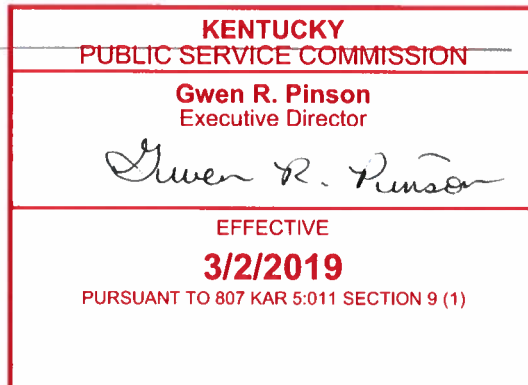 KENTUCKY
PUBLIC SERVICE COMMISSION
Gwen R. Pinson
Executive Director
Gwen R. Pinson
EFFECTIVE
3/2/2019
PURSUANT TO 807 KAR 5:011 SECTION 9 (1)